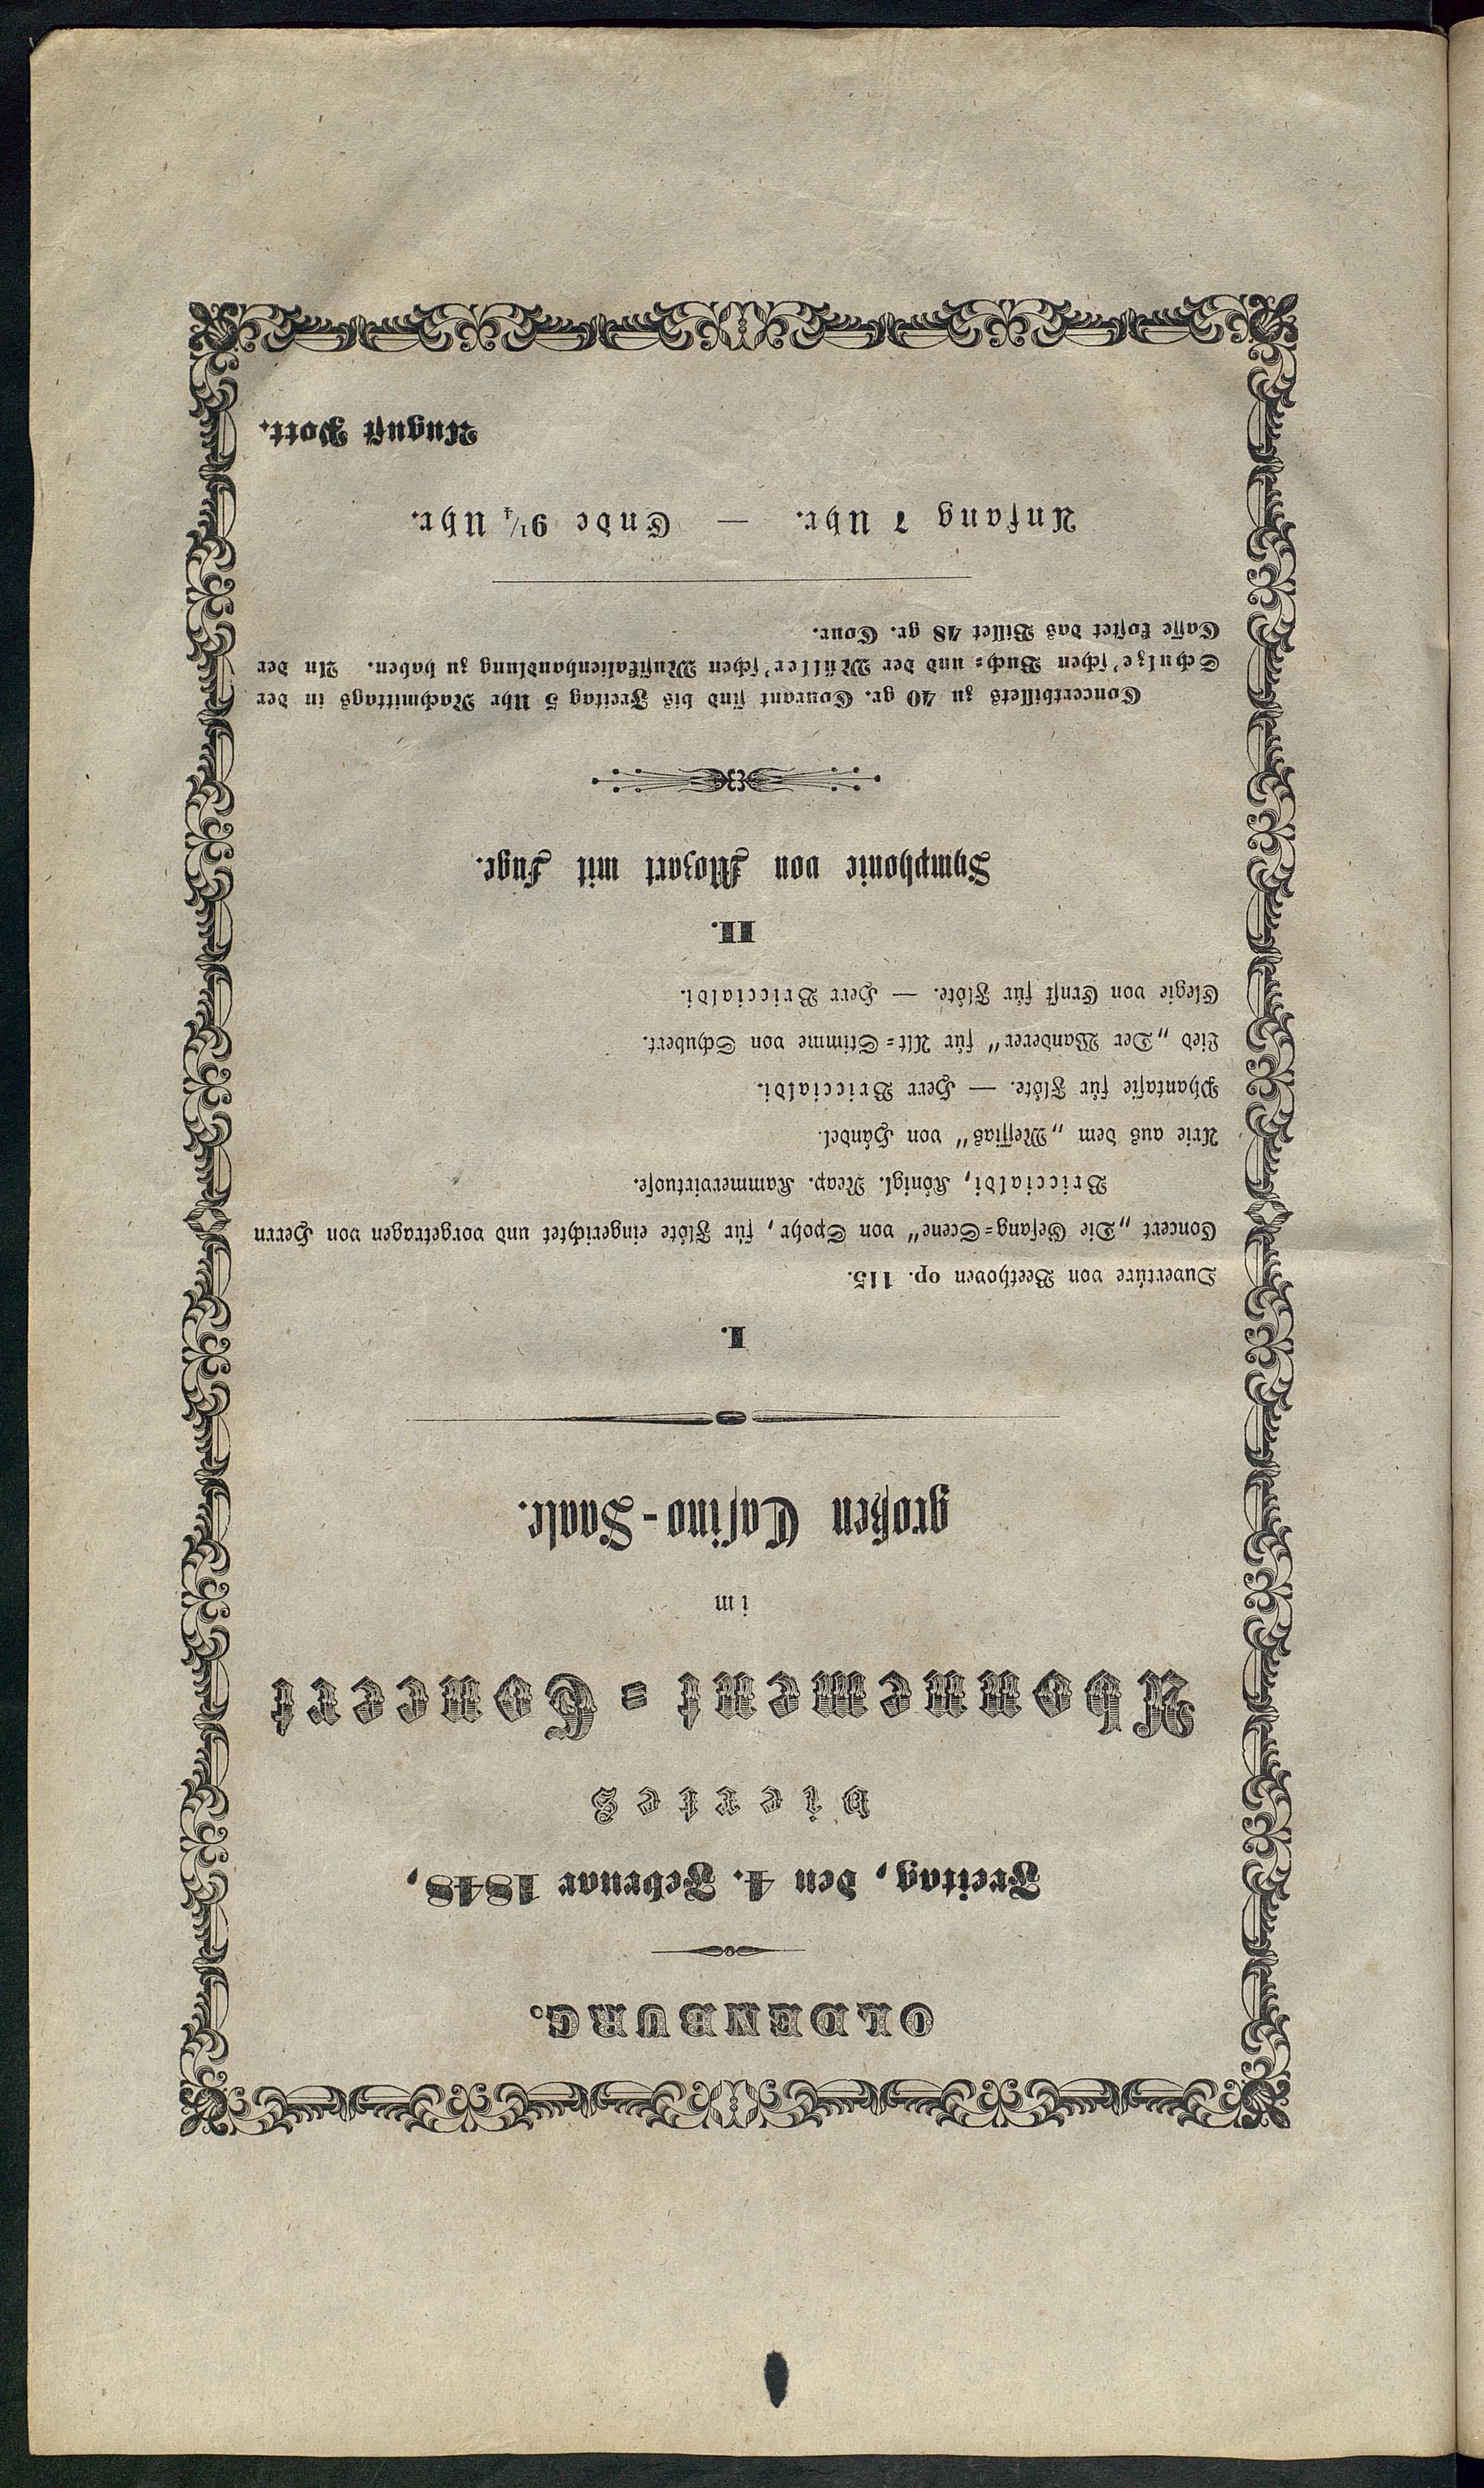 OLDENBURG.
Freitag, den 4. Februar 1848,
viertes
Abonnement=Concert
im
großen Casino-Saale.
I.
Ouvertüre von Beethoven op. 115.
Concert „Die Gesang=Scene“ von Spohr, für Flöte eingerichtet und vorgetragen von Herrn
Briccialdi, Königl. Neap. Kammervirtuose.
Arie aus dem „Messias“ von Händel.
Phantasie für Flöte. — Herr Briccialdi.
Lied „Der Wanderer“ für Alt=Stimme von Schubert.
Elegie von Ernst für Flöte. — Herr Briccialdi.
II.
Symphonie von Mozart mit Fuge.
Concertbillets zu 40 gr. Courant sind bis Freitag 5 Uhr Nachmittags in der
Schulze'schen Buch= und der Müller'schen Musikalienhandlung zu haben. An der
Casse kostet das Billet 48 gr. Cour.
Anfang 7 Uhr. — Ende 9¼ Uhr.
August Pott.